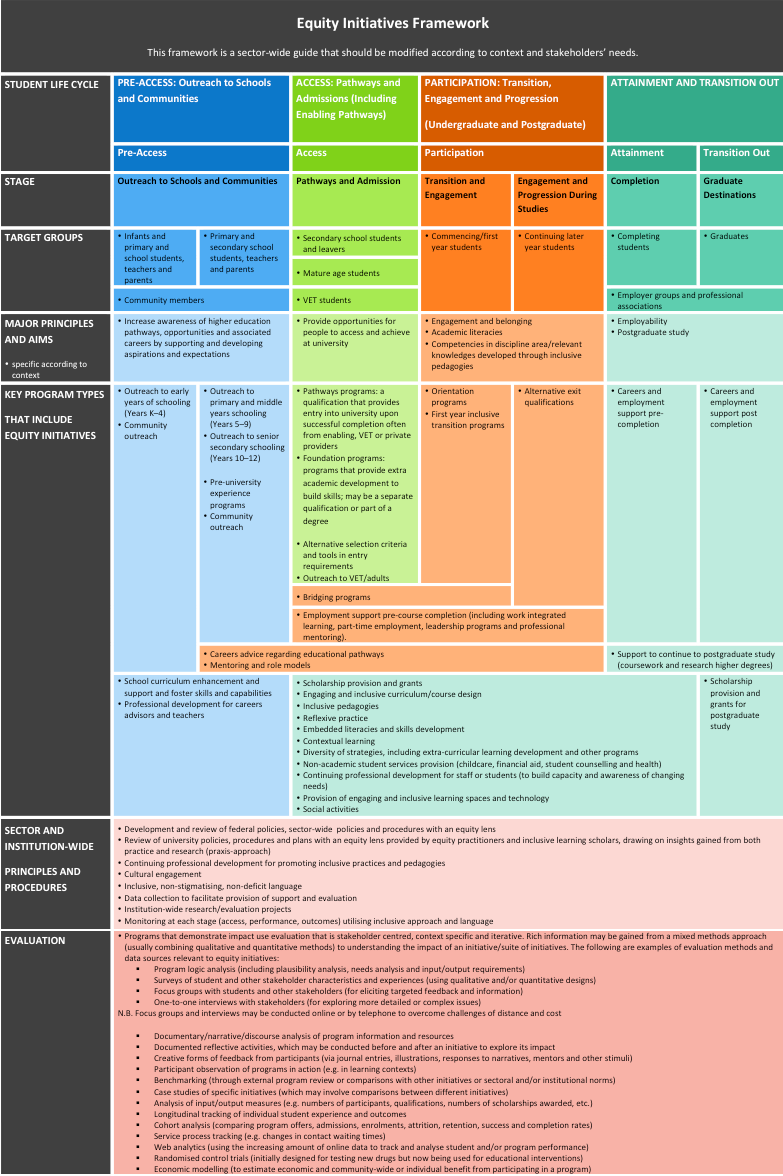 Equity Initiatives Framework
This framework is a sector-wide guide that should be modified according to context and stakeholders' needs.
STUDENT LIFE CYCLE
PRE-ACCESS: Outreach to Schools
and Communities
ACCESS: Pathways and
Admissions (Including
Enabling Pathways)
PARTICIPATION: Transition,
Engagement and Progression
(Undergraduate and Postgraduate)
ATTAINMENT AND TRANSITION OUT
Pre-Access
Access
Participation
Attainment
Transition Out
STAGE
Outreach to Schools and Communities
Pathways and Admission
Transition and
Engagement
Engagement and
Progression During
Studies
Completion
Graduate
Destinations
TARGET GROUPS
• Infants and
primary and
school students,
teachers and
parents
• Primary and
secondary school
students, teachers
and parents
• Community members
• Secondary school students
and leavers
• Mature age students
• VET students
• Commencing/first
year students
• Continuing later
year students
• Completing
students
• Graduates
• Employer groups and professional
associations
MAJOR PRINCIPLES
AND AIMS
• specific according to
context
• Increase awareness of higher education
pathways, opportunities and associated
careers by supporting and developing
aspirations and expectations
• Provide opportunities for
people to access and achieve
at university
• Engagement and belonging
• Academic literacies
• Competencies in discipline area/relevant
knowledges developed through inclusive
pedagogies
• Employability
• Postgraduate study
KEY PROGRAM TYPES
THAT INCLUDE
EQUITY INITIATIVES
• Outreach to early
years of schooling
(Years K–4)
• Community
outreach
• Outreach to
primary and middle
years schooling
(Years 5–9)
• Outreach to senior
secondary schooling
(Years 10–12)
• Pre-university
experience
programs
• Community
outreach
• Pathways programs: a
qualification that provides
entry into university upon
successful completion often
from enabling, VET or private
providers
• Foundation programs:
programs that provide extra
academic development to
build skills; may be a separate
qualification or part of a
degree
• Alternative selection criteria
and tools in entry
requirements
• Outreach to VET/adults
• Orientation
programs
• First year inclusive
transition programs
• Alternative exit
qualifications
• Careers and
employment
support pre-
completion
• Careers and
employment
support post
completion
• Bridging programs
• Employment support pre-course completion (including work integrated
learning, part-time employment, leadership programs and professional
mentoring).
• Careers advice regarding educational pathways
• Mentoring and role models
• Support to continue to postgraduate study
(coursework and research higher degrees)
• School curriculum enhancement and
support and foster skills and capabilities
• Professional development for careers
advisors and teachers
• Scholarship provision and grants
• Engaging and inclusive curriculum/course design
• Inclusive pedagogies
• Reflexive practice
• Embedded literacies and skills development
• Contextual learning
• Diversity of strategies, including extra-curricular learning development and other programs
• Non-academic student services provision (childcare, financial aid, student counselling and health)
• Continuing professional development for staff or students (to build capacity and awareness of changing
needs)
• Provision of engaging and inclusive learning spaces and technology
• Social activities
• Scholarship
provision and
grants for
postgraduate
study
SECTOR AND
INSTITUTION-WIDE
PRINCIPLES AND
PROCEDURES
• Development and review of federal policies, sector-wide policies and procedures with an equity lens
• Review of university policies, procedures and plans with an equity lens provided by equity practitioners and inclusive learning scholars, drawing on insights gained from both
practice and research (praxis-approach)
• Continuing professional development for promoting inclusive practices and pedagogies
• Cultural engagement
• Inclusive, non-stigmatising, non-deficit language
• Data collection to facilitate provision of support and evaluation
• Institution-wide research/evaluation projects
• Monitoring at each stage (access, performance, outcomes) utilising inclusive approach and language
EVALUATION
• Programs that demonstrate impact use evaluation that is stakeholder centred, context specific and iterative. Rich information may be gained from a mixed methods approach
(usually combining qualitative and quantitative methods) to understanding the impact of an initiative/suite of initiatives. The following are examples of evaluation methods and
data sources relevant to equity initiatives:
▪ Program logic analysis (including plausibility analysis, needs analysis and input/output requirements)
▪ Surveys of student and other stakeholder characteristics and experiences (using qualitative and/or quantitative designs)
▪ Focus groups with students and other stakeholders (for eliciting targeted feedback and information)
▪ One-to-one interviews with stakeholders (for exploring more detailed or complex issues)
N.B. Focus groups and interviews may be conducted online or by telephone to overcome challenges of distance and cost
▪ Documentary/narrative/discourse analysis of program information and resources
▪ Documented reflective activities, which may be conducted before and after an initiative to explore its impact
▪ Creative forms of feedback from participants (via journal entries, illustrations, responses to narratives, mentors and other stimuli)
▪ Participant observation of programs in action (e.g. in learning contexts)
▪ Benchmarking (through external program review or comparisons with other initiatives or sectoral and/or institutional norms)
▪ Case studies of specific initiatives (which may involve comparisons between different initiatives)
▪ Analysis of input/output measures (e.g. numbers of participants, qualifications, numbers of scholarships awarded, etc.)
▪ Longitudinal tracking of individual student experience and outcomes
▪ Cohort analysis (comparing program offers, admissions, enrolments, attrition, retention, success and completion rates)
▪ Service process tracking (e.g. changes in contact waiting times)
▪ Web analytics (using the increasing amount of online data to track and analyse student and/or program performance)
▪ Randomised control trials (initially designed for testing new drugs but now being used for educational interventions)
▪ Economic modelling (to estimate economic and community-wide or individual benefit from participating in a program)